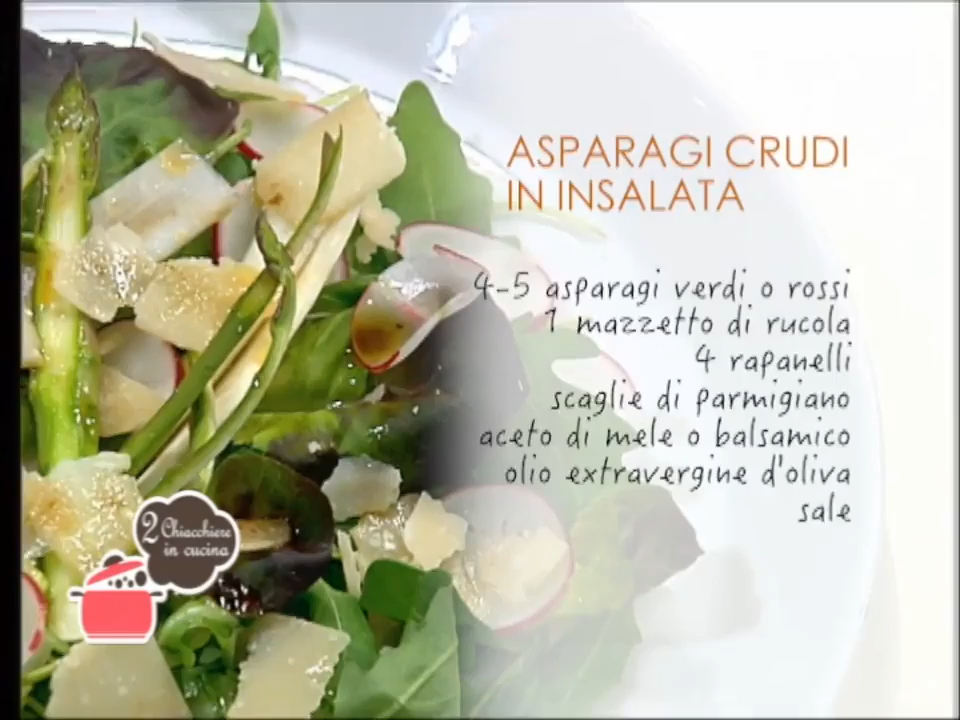 ASPARAGI CRUDI
IN INSALATA
4-5 asparagi verdi o rossi
1 mazzetto di rucola
4 rapanelli
scaglie di parmigiano
aceto di mele o balsamico
olio extravergine d'oliva
sale
2 Chiacchiere
in cucina